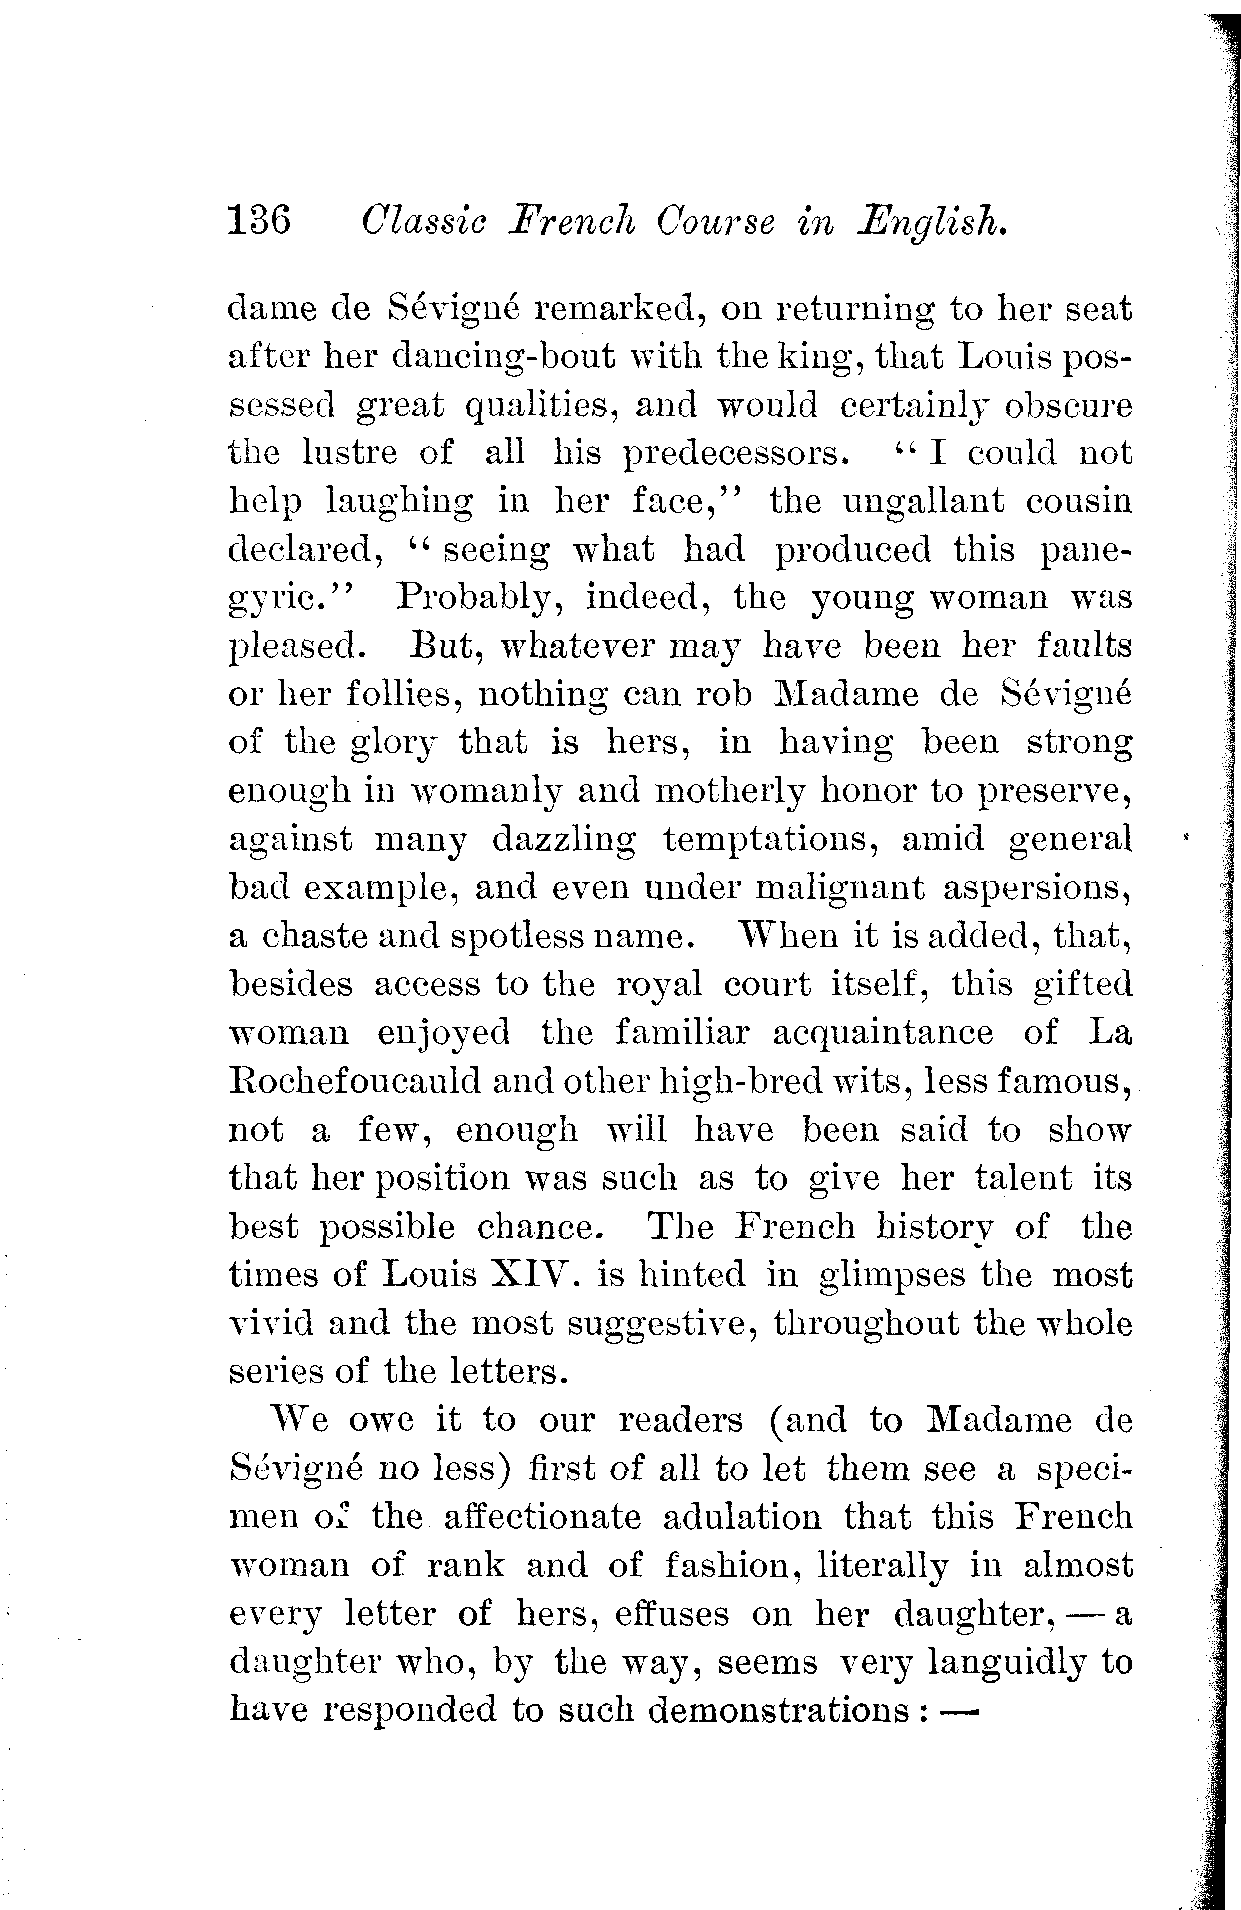 136 Classic French Course in English.
dame de Sévigné remarked, on returning to her seat
after her dancing-bout with the king, that Louis pos-
sessed great qualities, and would certainly obscure
the lustre of all his predecessors. “I could not
help laughing in her face,” the ungallant cousin
declared, “seeing what had produced this pane-
gyric.” Probably, indeed, the young woman was
pleased. But, whatever may have been her faults
or her follies, nothing can rob Madame de Sévigné
of the glory that is hers, in having been strong
enough in womanly and motherly honor to preserve,
against many dazzling temptations, amid general
bad example, and even under malignant aspersions,
a chaste and spotless name. When it is added, that,
besides access to the royal court itself, this gifted
woman enjoyed the familiar acquaintance of La
Rochefoucauld and other high-bred wits, less famous,
not a few, enough will have been said to show
that her position was such as to give her talent its
best possible chance. The French history of the
times of Louis XIV. is hinted in glimpses the most
vivid and the most suggestive, throughout the whole
series of the letters.
We owe it to our readers (and to Madame de
Sévigné no less) first of all to let them see a speci-
men of the affectionate adulation that this French
woman of rank and of fashion, literally in almost
every letter of hers, effuses on her daughter, — a
daughter who, by the way, seems very languidly to
have responded to such demonstrations : —